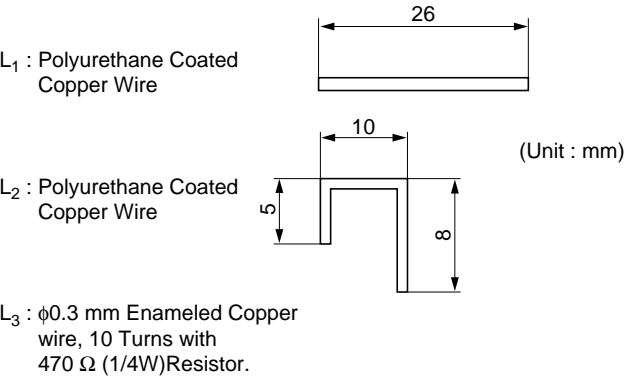 26
L1 : Polyurethane Coated
Copper Wire
10
(Unit : mm)
L2 : Polyurethane Coated
Copper Wire
5
8
L3 : ϕ0.3 mm Enameled Copper
wire, 10 Turns with
470 Ω (1/4W)Resistor.